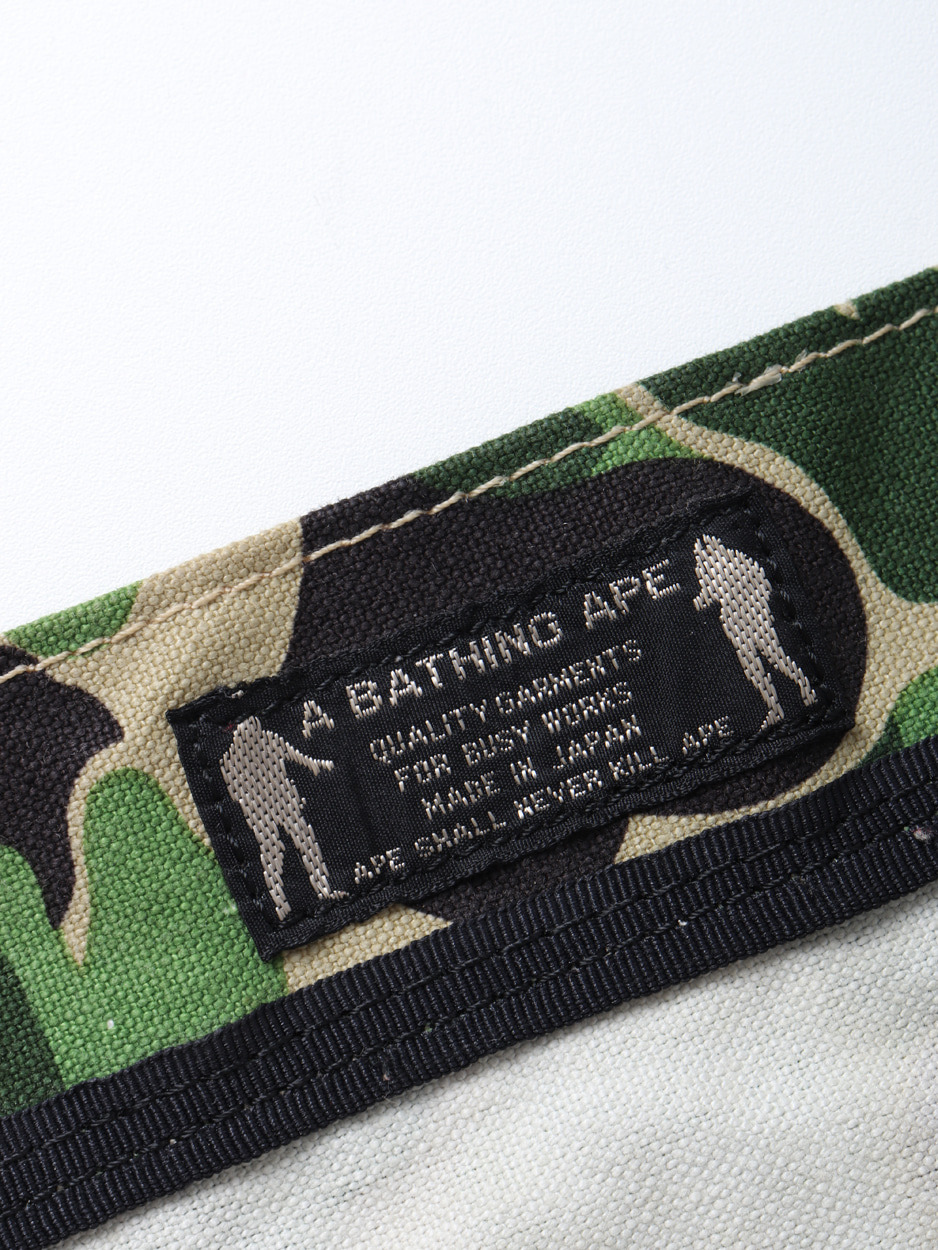 A BATHING APE
QUALITY GARMENTS
FOR BUSY WORKS
MADE IN JAPAN
APE SHALL NEVER KILL APE